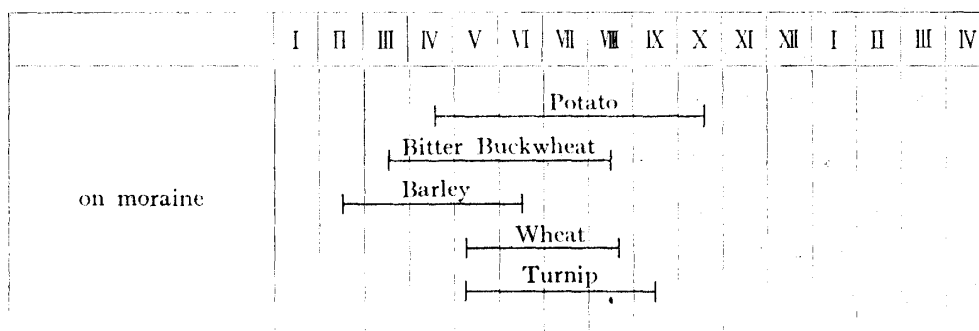 I II III IV V VI VII VIII IX X XI XII I II III IV
Potato
Bitter Buckwheat
Barley
on moraine
Wheat
Turnip